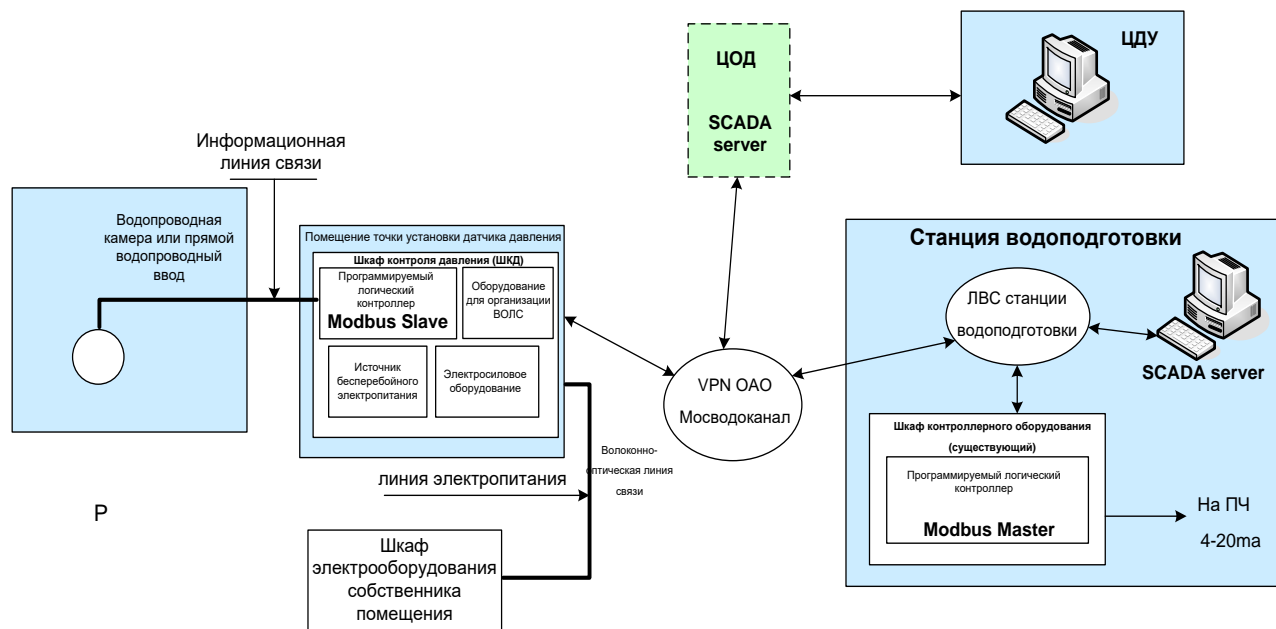 ЦОД
SCADA
server
ЦДУ
Информационная
линия связи
Водопроводная
камера или прямой
водопроводный
ввод
Помещение точки установки датчика давления
Шкаф контроля давления (ШКД)
Программируемый
логический
контроллер
Modbus Slave
Оборудование
для организации
ВОЛС
Источник
бесперебойного
электропитания
Электросиловое
оборудование
VPN ОАО
Мосводоканал
Станция водоподготовки
ЛВС станции
водоподготовки
SCADA server
Шкаф контроллерного оборудования
(существующий)
Программируемый логический
контроллер
Modbus Master
На ПЧ
4-20ma
Волоконно-
оптическая линия
связи
линия электропитания
P
Шкаф
электрооборудования
собственника
помещения